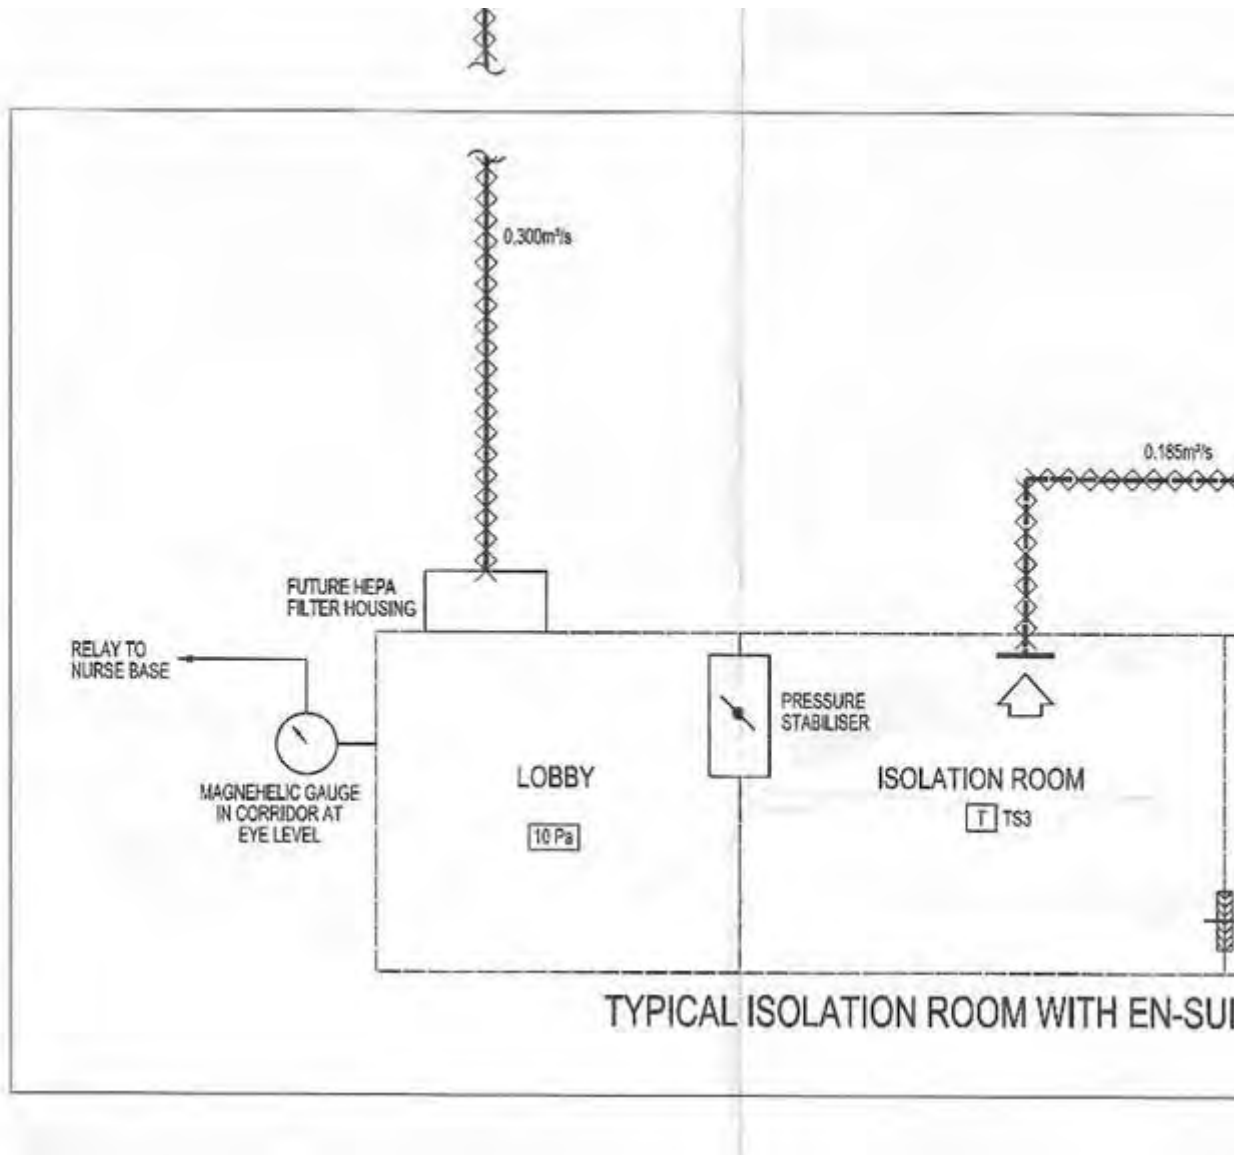 0.300m³/s
0.185m³/s
FUTURE HEPA
FILTER HOUSING
RELAY TO
NURSE BASE
PRESSURE
STABILISER
LOBBY
ISOLATION ROOM
MAGNEHELIC GAUGE
IN CORRIDOR AT
EYE LEVEL
10 Pa
T TS3
TYPICAL ISOLATION ROOM WITH EN-SUI